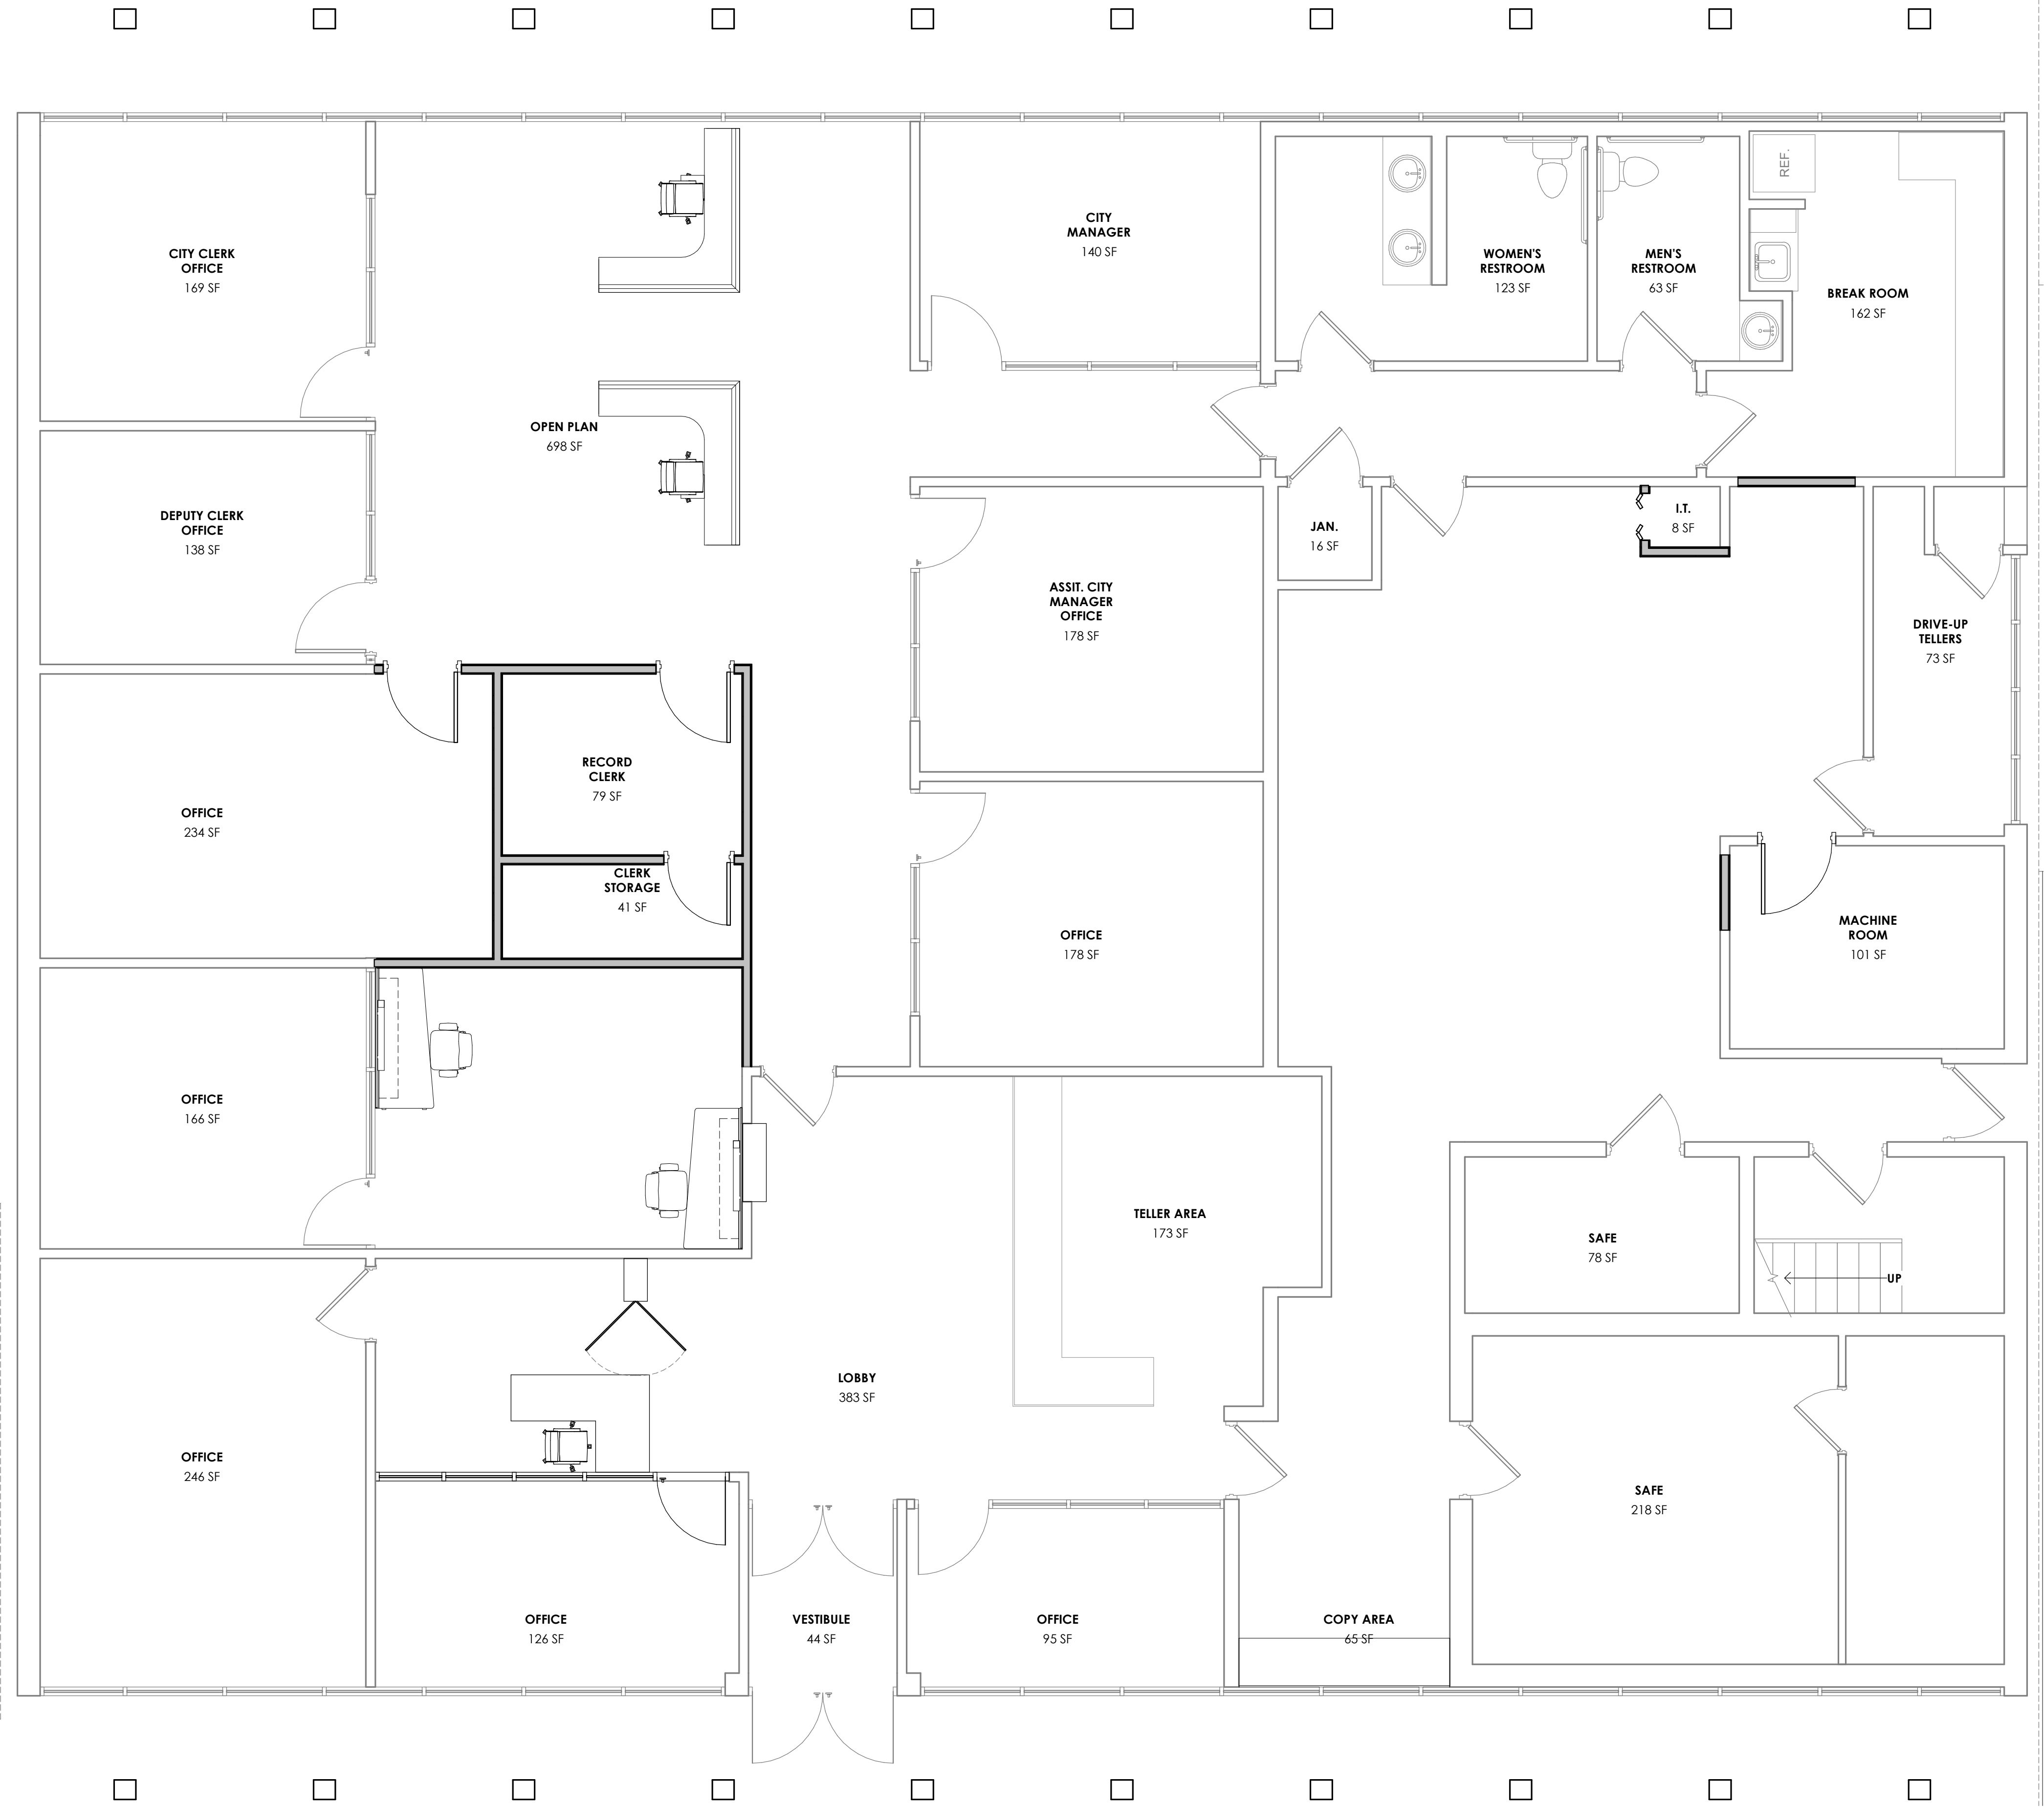 CITY CLERK
OFFICE
169 SF
CITY
MANAGER
140 SF
WOMEN'S
RESTROOM
123 SF
MEN'S
RESTROOM
63 SF
REF.
BREAK ROOM
162 SF
OPEN PLAN
698 SF
DEPUTY CLERK
OFFICE
138 SF
ASSIT. CITY
MANAGER
OFFICE
178 SF
JAN.
16 SF
I.T.
8 SF
DRIVE-UP
TELLERS
73 SF
OFFICE
234 SF
RECORD
CLERK
79 SF
CLERK
STORAGE
41 SF
OFFICE
178 SF
MACHINE
ROOM
101 SF
OFFICE
166 SF
TELLER AREA
173 SF
SAFE
78 SF
UP
LOBBY
383 SF
OFFICE
246 SF
SAFE
218 SF
OFFICE
126 SF
VESTIBULE
44 SF
OFFICE
95 SF
COPY AREA
65 SF